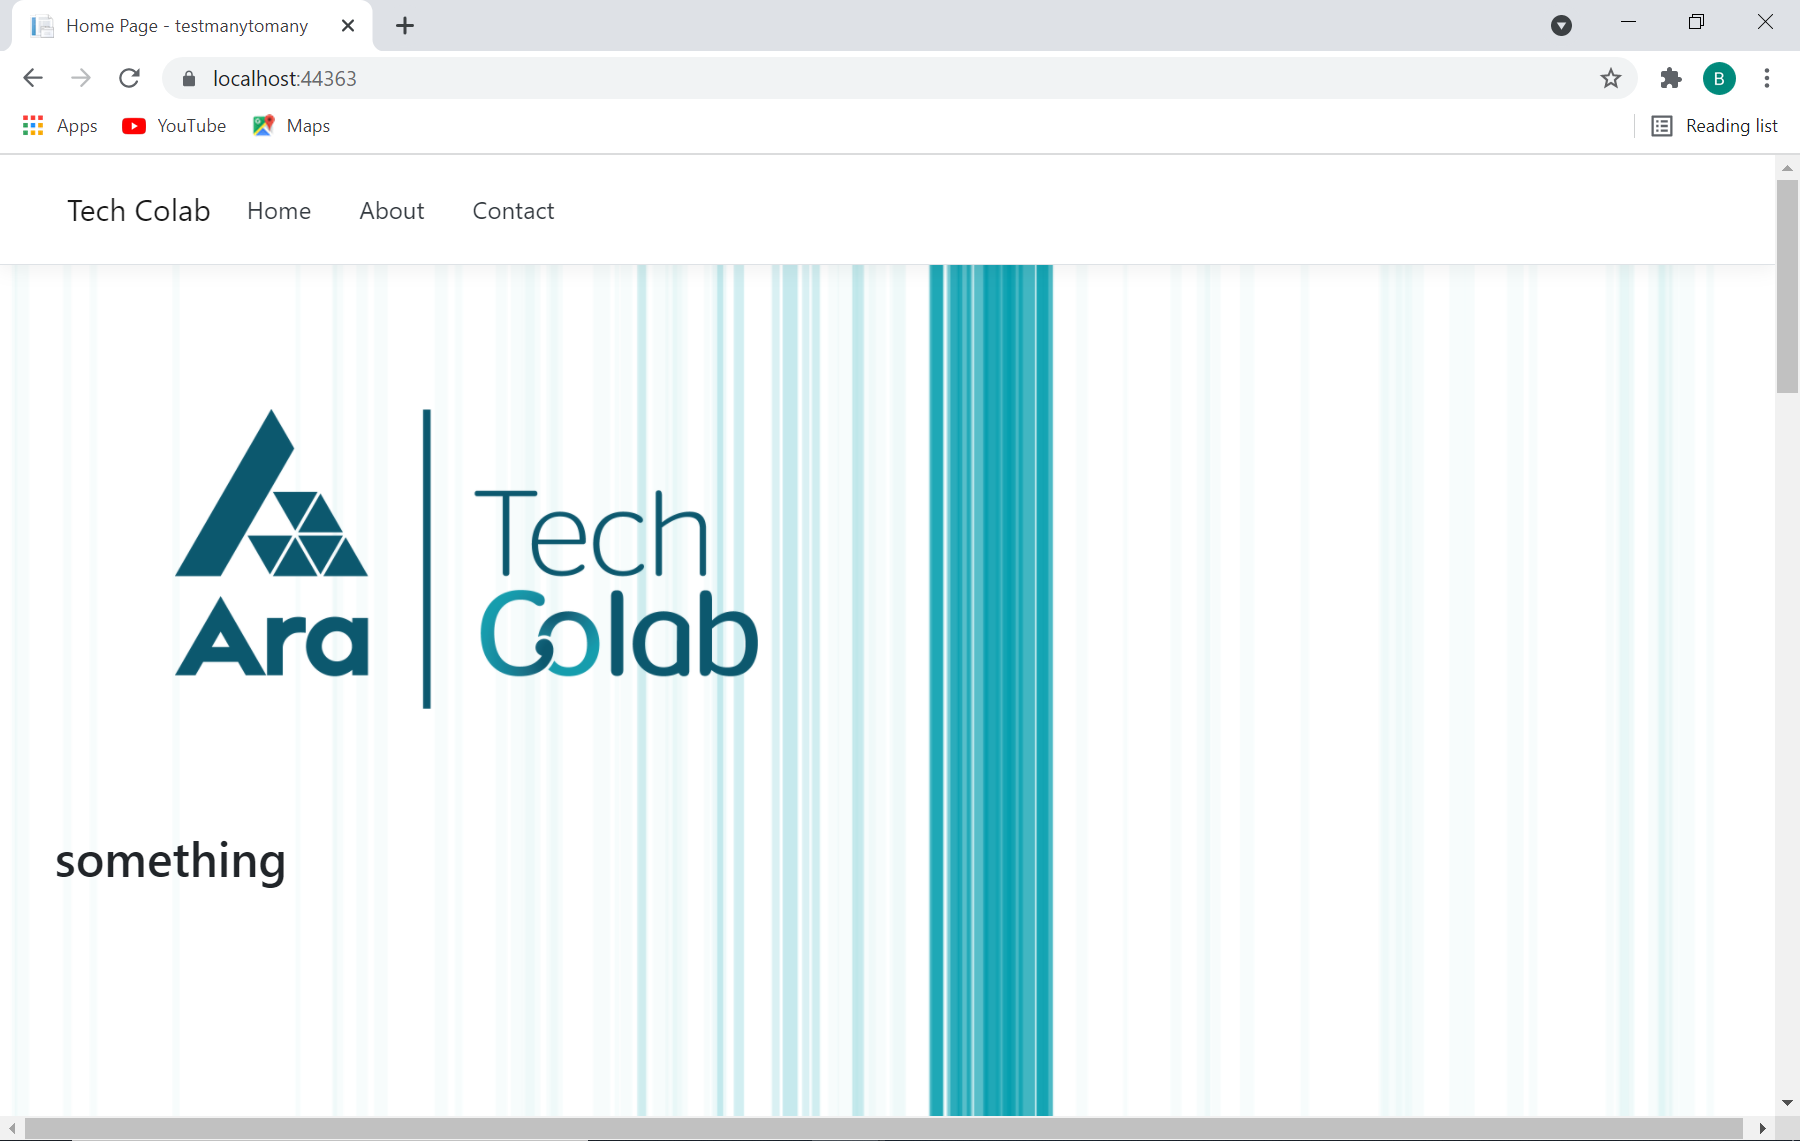 Home Page - testmanytomany
localhost:44363
B
Apps YouTube Maps Reading list
Tech Colab Home About Contact
Tech
Colab
Ara
something